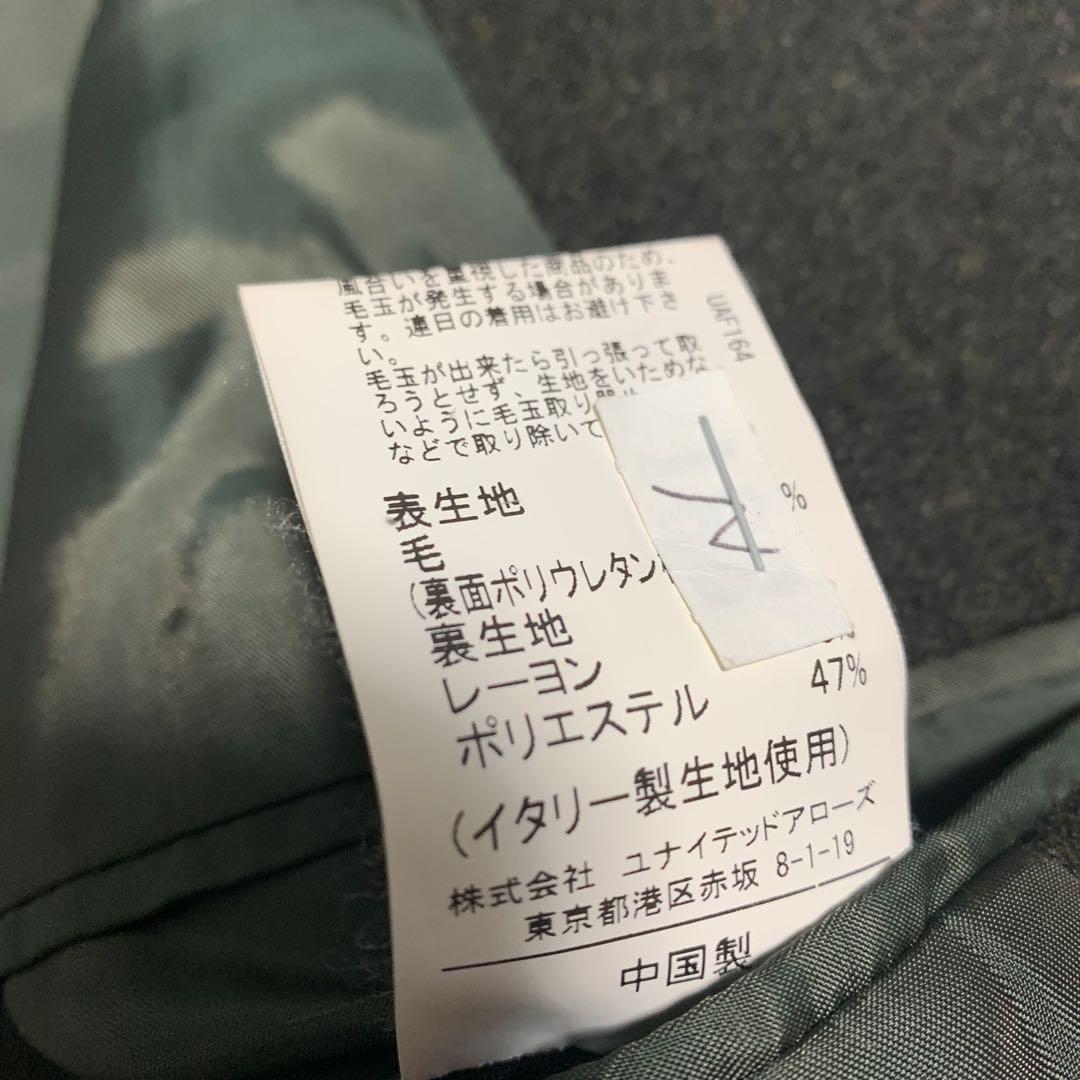 風合いを重視した商品のため、
毛玉が発生する場合がありま
す。連日の着用はお避け下さ
い。
毛玉が出来たら引っ張って取
ろうとせず、生地をいためな
いように毛玉取り
などで取り除いて
UAF164
表生地
毛
%
(裏面ポリウレタン
裏生地
レーヨン
ポリエステル 47%
(イタリー製生地使用)
株式会社 ユナイテッドアローズ
東京都港区赤坂 8-1-19
中国製